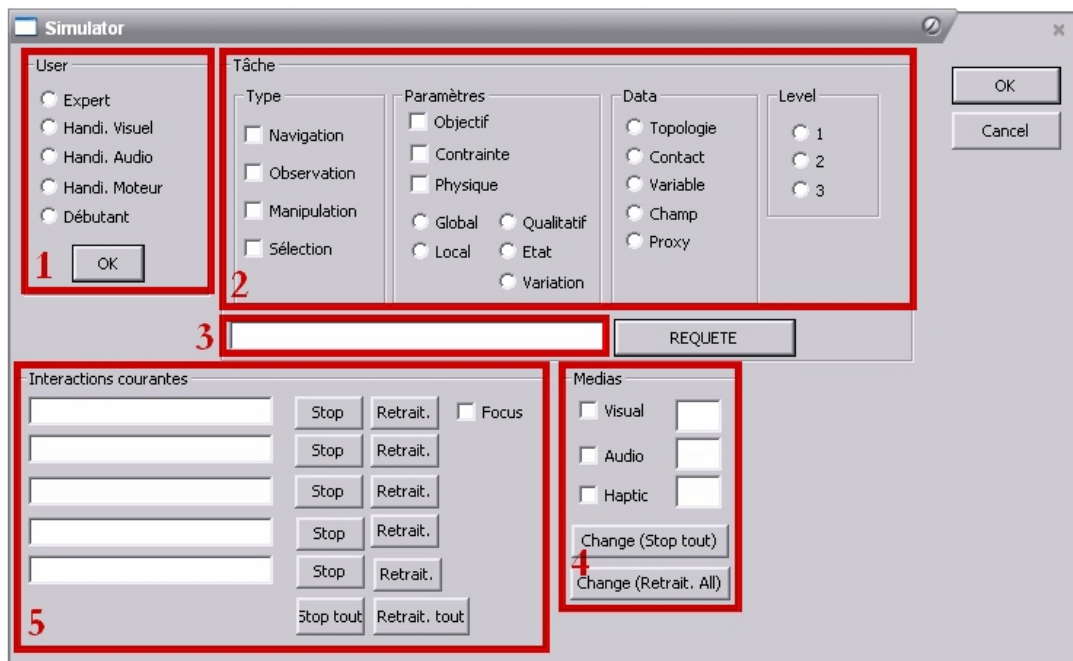 Simulator
User
Expert
Handi. Visuel
Handi. Audio
Handi. Moteur
Débutant
OK
1
Tâche
Type
Navigation
Observation
Manipulation
Sélection
Paramètres
Objectif
Contrainte
Physique
Global
Qualitatif
Local
Etat
Variation
Data
Topologie
Contact
Variable
Champ
Proxy
Level
1
2
3
2
OK
Cancel
3
REQUETE
Interactions courantes
Stop Retrait. Focus
Stop Retrait.
Stop Retrait.
Stop Retrait.
Stop Retrait.
Stop tout Retrait. tout
5
Medias
Visual
Audio
Haptic
Change (Stop tout)
4
Change (Retrait. All)